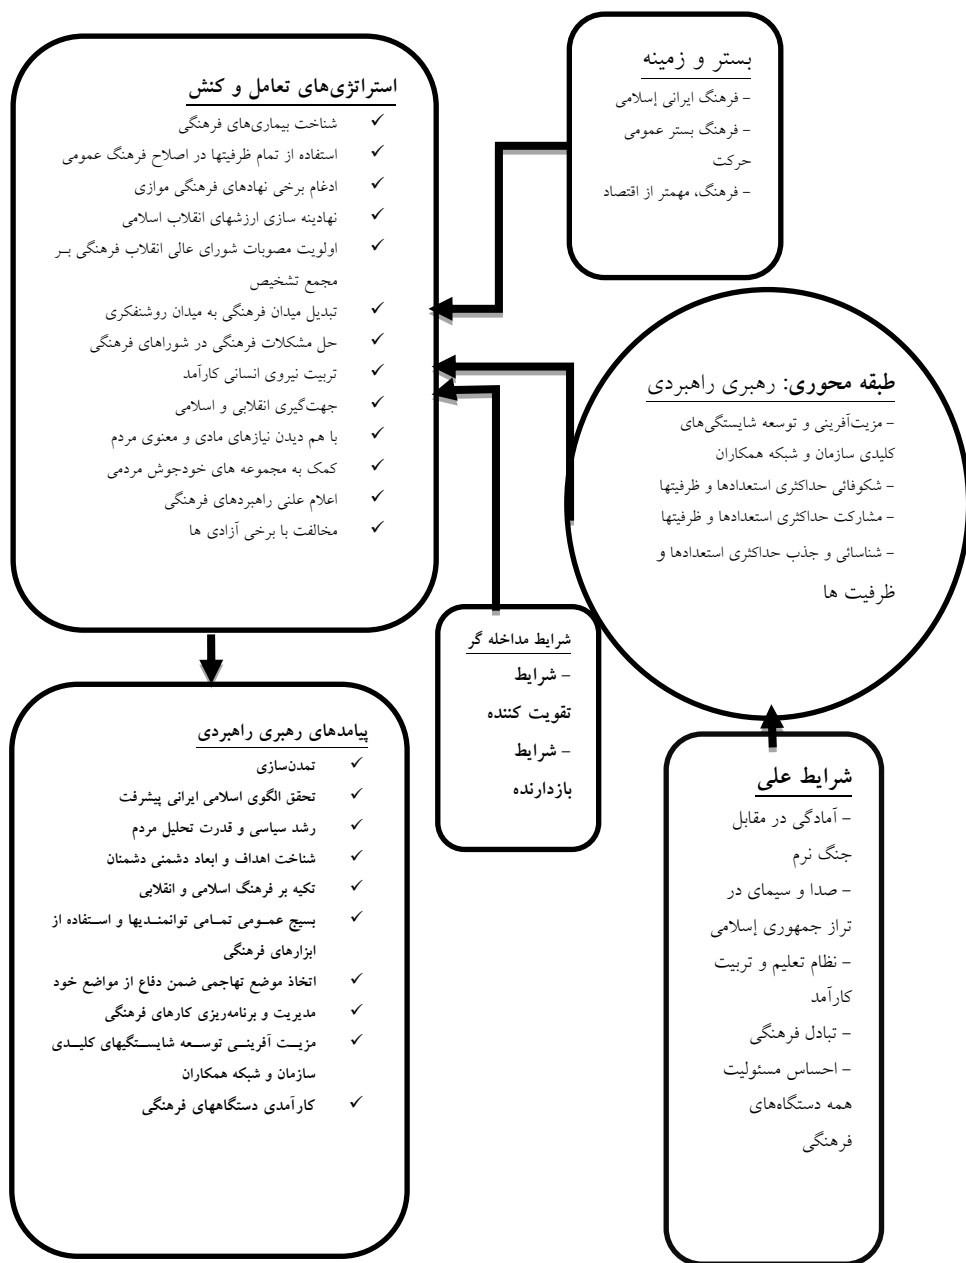 بستر و زمینه
- فرهنگ ایرانی إسلامی
- فرهنگ بستر عمومی
حرکت
- فرهنگ، مهمتر از اقتصاد
استراتژی‌های تعامل و کنش
✓ شناخت بیماری‌های فرهنگی
✓ استفاده از تمام ظرفیتها در اصلاح فرهنگ عمومی
✓ ادغام برخی نهادهای فرهنگی موازی
✓ نهادینه سازی ارزشهای انقلاب اسلامی
✓ اولویت مصوبات شورای عالی انقلاب فرهنگی بر
مجمع تشخیص
✓ تبدیل میدان فرهنگی به میدان روشنفکری
✓ حل مشکلات فرهنگی در شوراهای فرهنگی
✓ تربیت نیروی انسانی کارآمد
✓ جهت‌گیری انقلابی و اسلامی
✓ با هم دیدن نیازهای مادی و معنوی مردم
✓ کمک به مجموعه های خودجوش مردمی
✓ اعلام علنی راهبردهای فرهنگی
✓ مخالفت با برخی آزادی ها
طبقه محوری: رهبری راهبردی
- مزیت‌آفرینی و توسعه شایستگی‌های
کلیدی سازمان و شبکه همکاران
- شکوفائی حداکثری استعدادها و ظرفیتها
- مشارکت حداکثری استعدادها و ظرفیتها
- شناسائی و جذب حداکثری استعدادها و
ظرفیت ها
شرایط مداخله گر
- شرایط
تقویت کننده
- شرایط
بازدارنده
شرایط علی
- آمادگی در مقابل
جنگ نرم
- صدا و سیمای در
تراز جمهوری إسلامی
- نظام تعلیم و تربیت
کارآمد
- تبادل فرهنگی
- احساس مسئولیت
همه دستگاه‌های
فرهنگی
پیامدهای رهبری راهبردی
✓ تمدن‌سازی
✓ تحقق الگوی اسلامی ایرانی پیشرفت
✓ رشد سیاسی و قدرت تحلیل مردم
✓ شناخت اهداف و ابعاد دشمنی دشمنان
✓ تکیه بر فرهنگ اسلامی و انقلابی
✓ بسیج عمومی تمامی توانمندیها و استفاده از
ابزارهای فرهنگی
✓ اتخاذ موضع تهاجمی ضمن دفاع از مواضع خود
✓ مدیریت و برنامه‌ریزی کارهای فرهنگی
✓ مزیت آفرینی توسعه شایستگیهای کلیدی
سازمان و شبکه همکاران
✓ کارآمدی دستگاههای فرهنگی